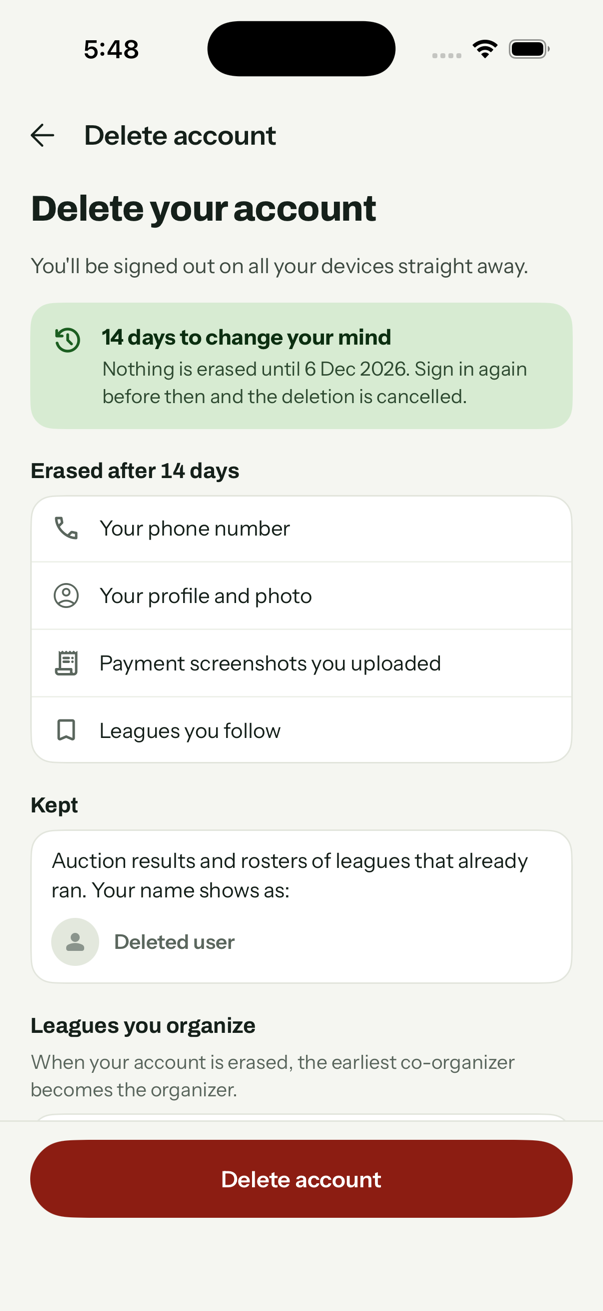 5:48
Delete account
Delete your account
You'll be signed out on all your devices straight away.
14 days to change your mind
Nothing is erased until 6 Dec 2026. Sign in again
before then and the deletion is cancelled.
Erased after 14 days
Your phone number
Your profile and photo
Payment screenshots you uploaded
Leagues you follow
Kept
Auction results and rosters of leagues that already
ran. Your name shows as:
Deleted user
Leagues you organize
When your account is erased, the earliest co-organizer
becomes the organizer.
Delete account